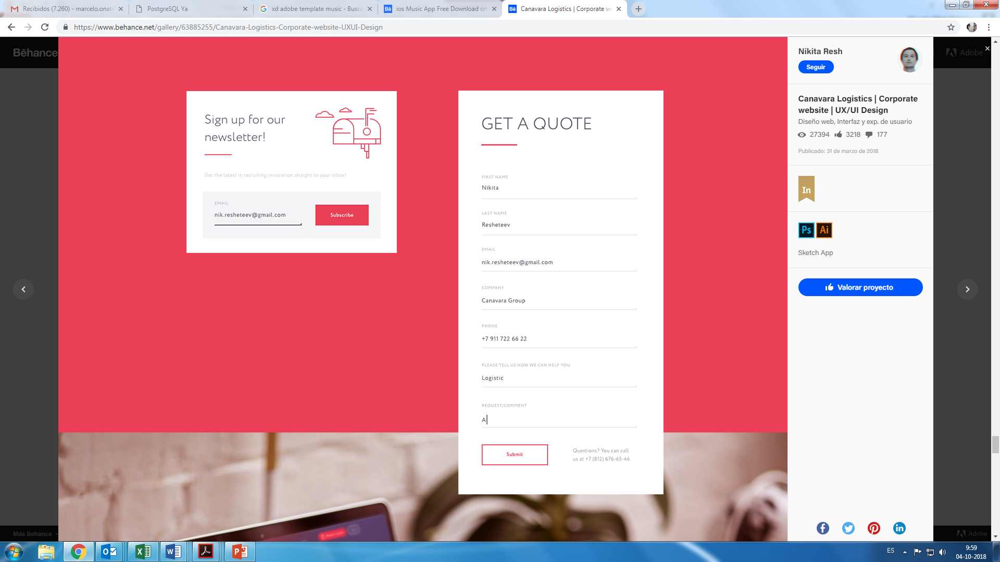 Recibidos (7.260) - marcelo.onate
PostgreSQL Ya
xd adobe template music - Busca
ios Music App Free Download on
Canavara Logistics | Corporate w
https://www.behance.net/gallery/63885255/Canavara-Logistics-Corporate-website-UXUI-Design
Bēhance
Adobe
Sign up for our
newsletter!
Get the latest in recruiting innovation straight to your inbox!
EMAIL
nik.resheteev@gmail.com
Subscribe
GET A QUOTE
FIRST NAME
Nikita
LAST NAME
Resheteev
EMAIL
nik.resheteev@gmail.com
COMPANY
Canavara Group
PHONE
+7 911 722 66 22
PLEASE TELL US HOW WE CAN HELP YOU
Logistic
REQUEST/COMMENT
A
Submit
Questions? You can call
us at +7 (812) 676-65-46
Nikita Resh
Seguir
Canavara Logistics | Corporate
website | UX/UI Design
Diseño web, Interfaz y exp. de usuario
27394 3218 177
Publicado: 31 de marzo de 2018
In
Ps Ai
Sketch App
Valorar proyecto
Más Behance
Adobe
ES
9:59
04-10-2018